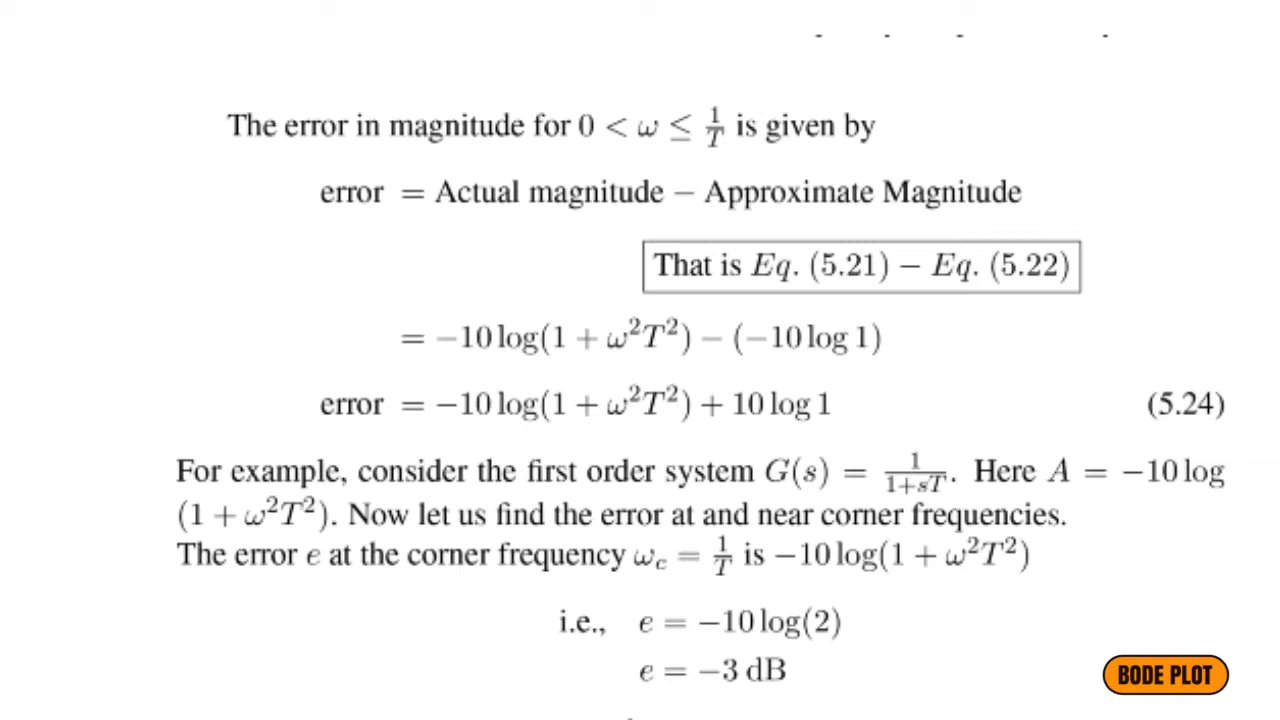 The error in magnitude for 0 < ω ≤ 1/T is given by
error = Actual magnitude − Approximate Magnitude
That is Eq. (5.21) − Eq. (5.22)
= −10 log(1 + ω²T²) − (−10 log 1)
error = −10 log(1 + ω²T²) + 10 log 1 (5.24)
For example, consider the first order system G(s) = 1/(1+sT). Here A = −10 log
(1 + ω²T²). Now let us find the error at and near corner frequencies.
The error e at the corner frequency ω_c = 1/T is −10 log(1 + ω²T²)
i.e., e = −10 log(2)
e = −3 dB
BODE PLOT